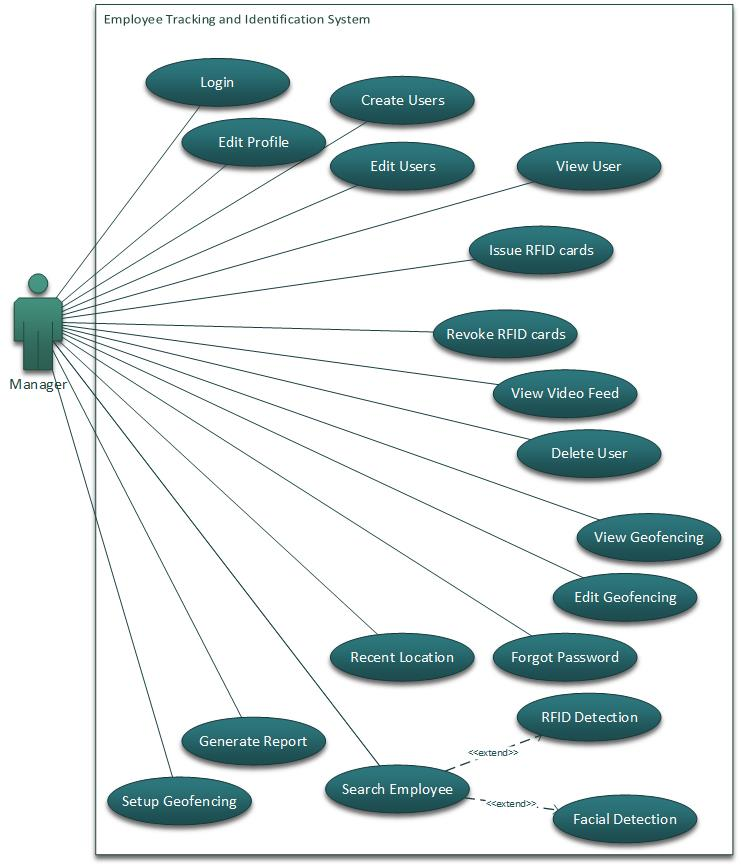 Employee Tracking and Identification System
Login
Create Users
Edit Profile
Edit Users
View User
Issue RFID cards
Revoke RFID cards
Manager
View Video Feed
Delete User
View Geofencing
Edit Geofencing
Recent Location
Forgot Password
RFID Detection
Generate Report
<<extend>>
Search Employee
Setup Geofencing
<<extend>>
Facial Detection